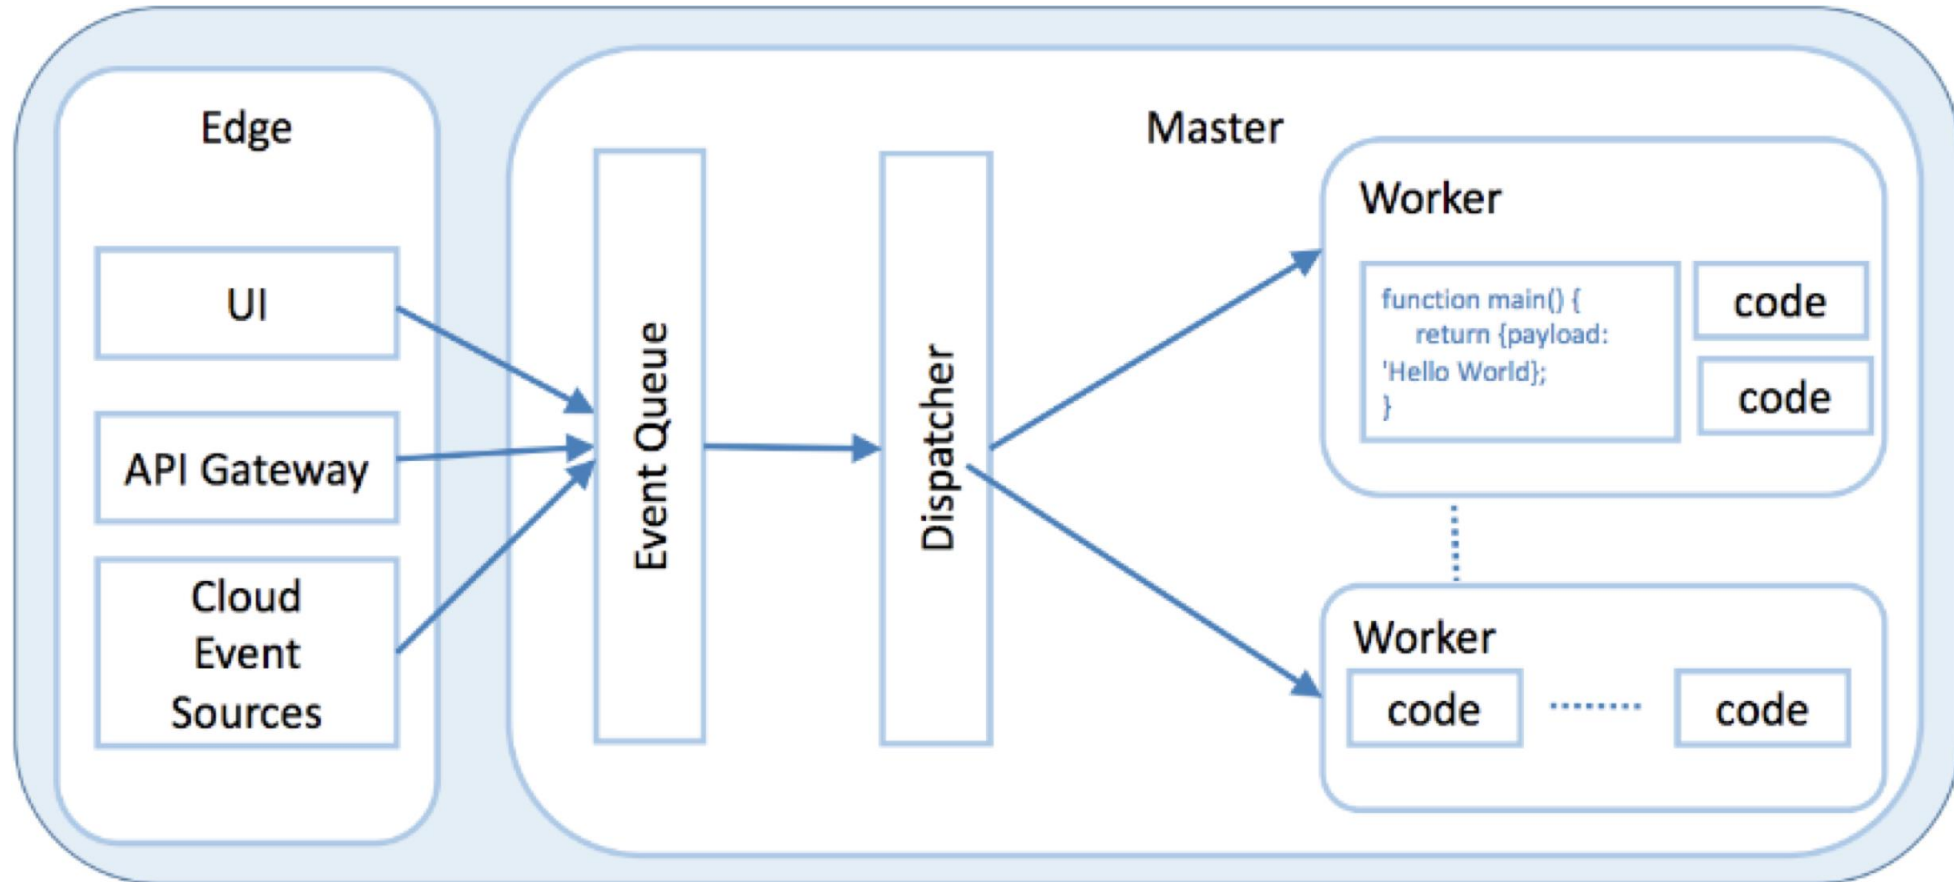 Edge
UI
API Gateway
Cloud
Event
Sources
Event Queue
Dispatcher
Master
Worker
function main() {
return {payload:
'Hello World};
}
code
code
Worker
code
code